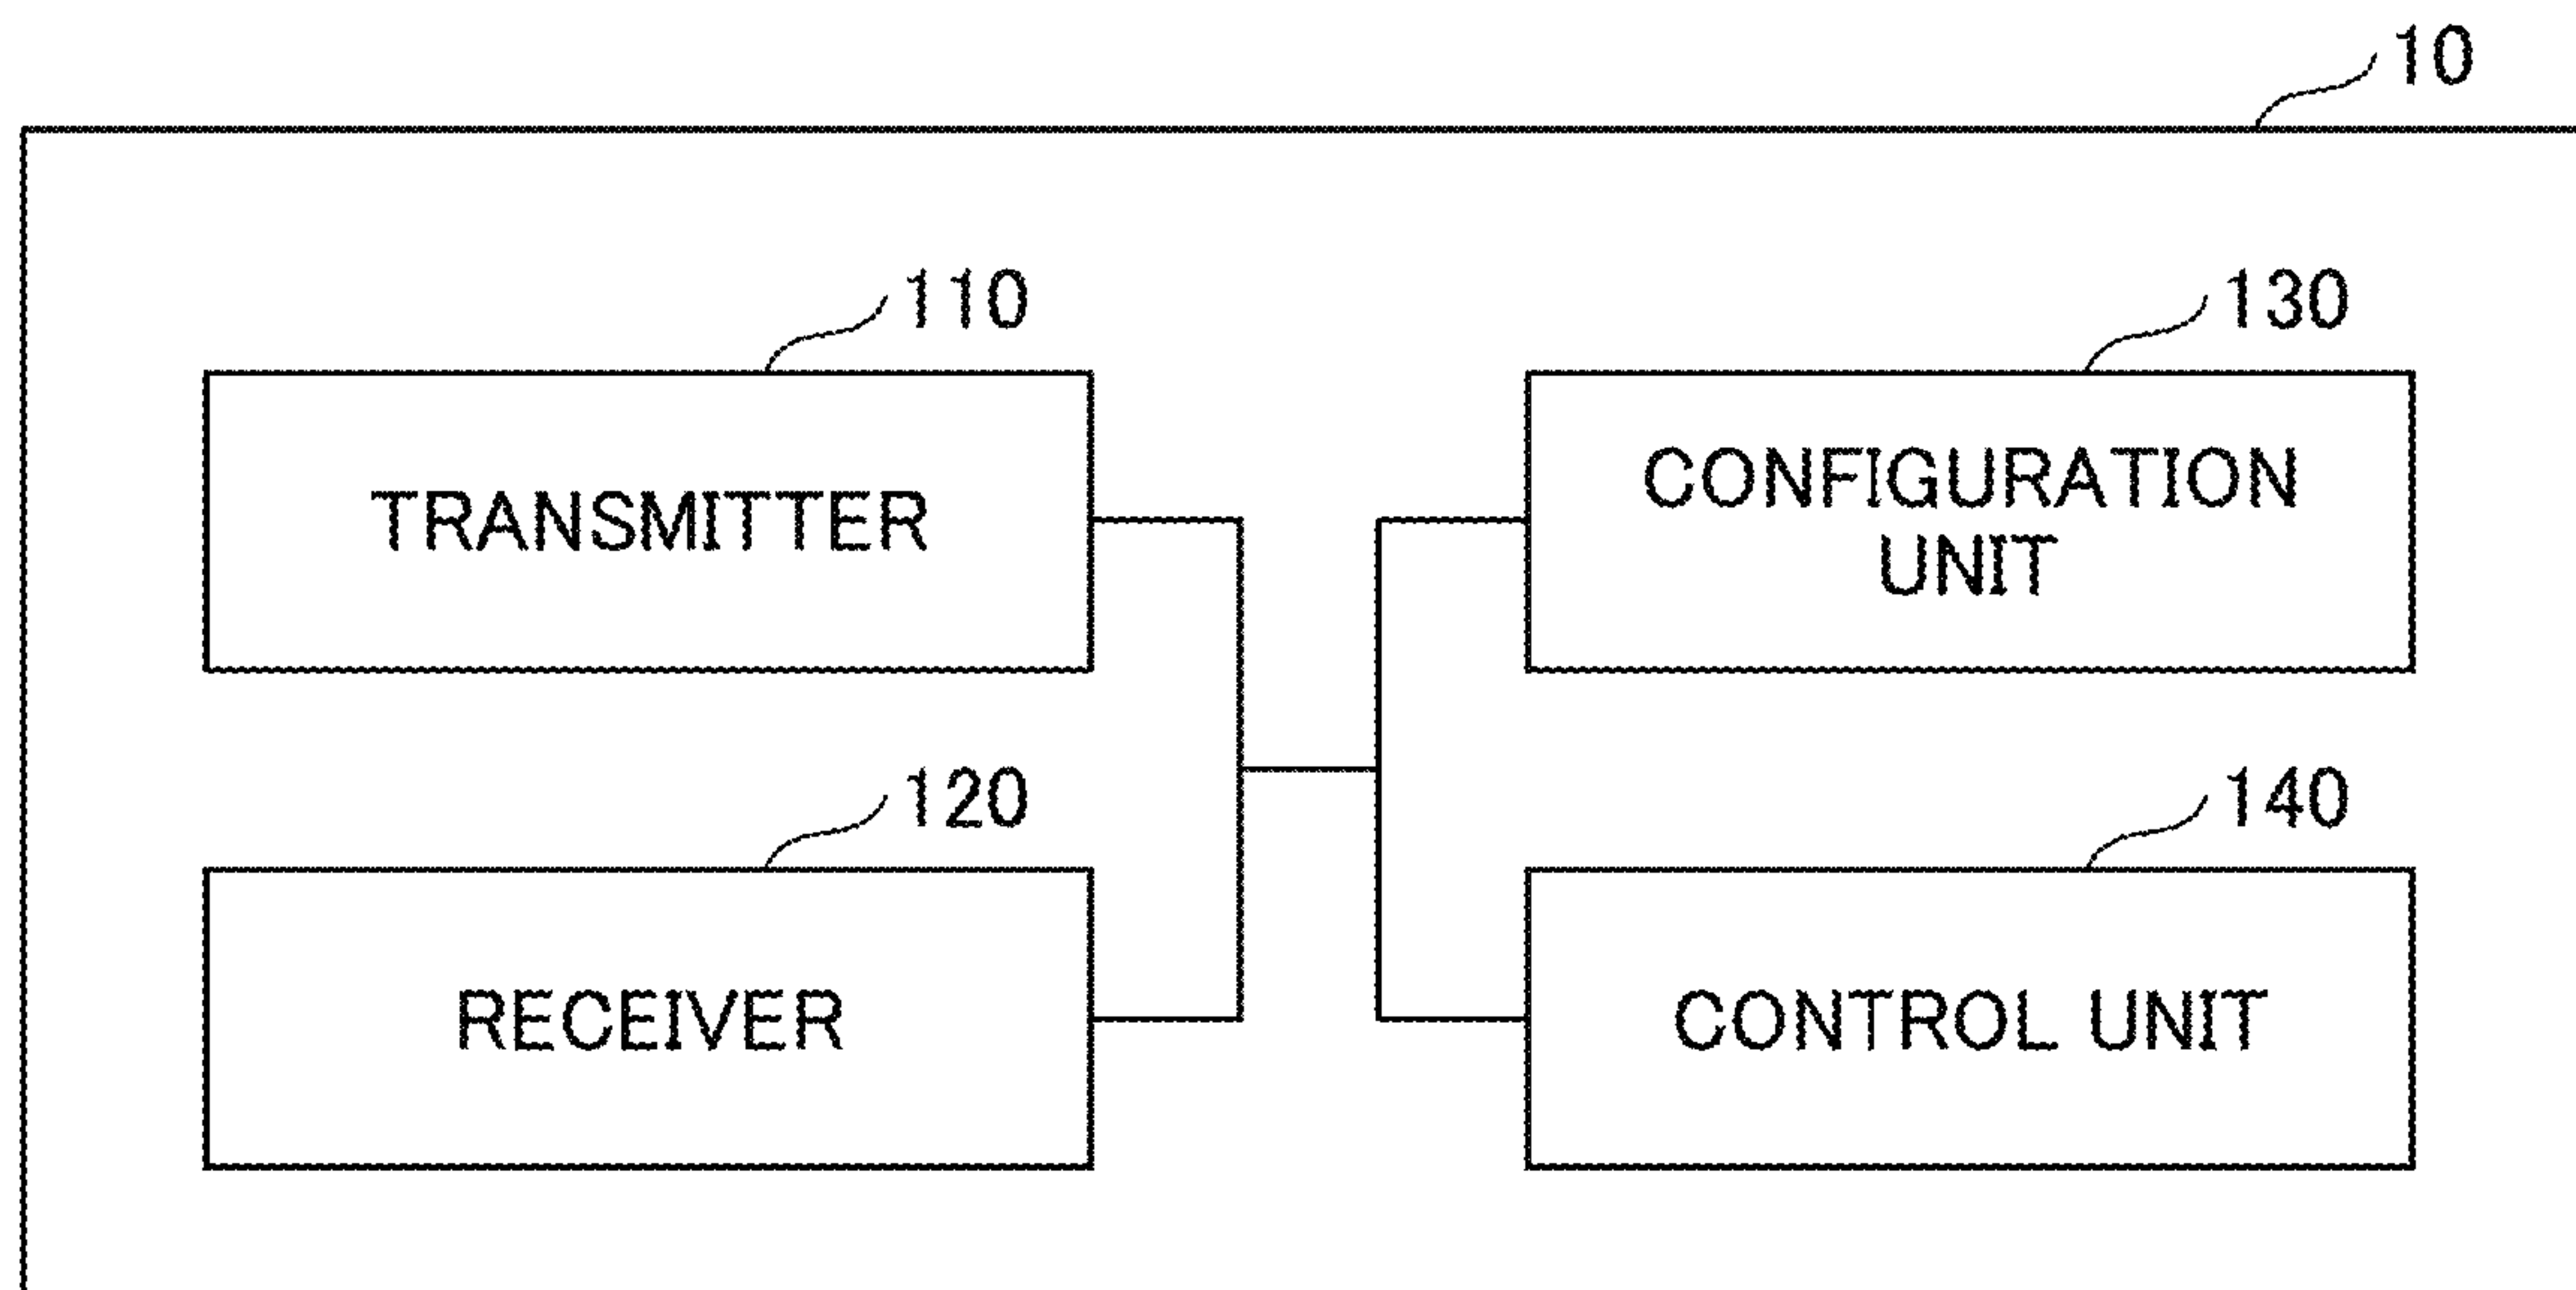 10
110
TRANSMITTER
130
CONFIGURATION
UNIT
120
RECEIVER
140
CONTROL UNIT